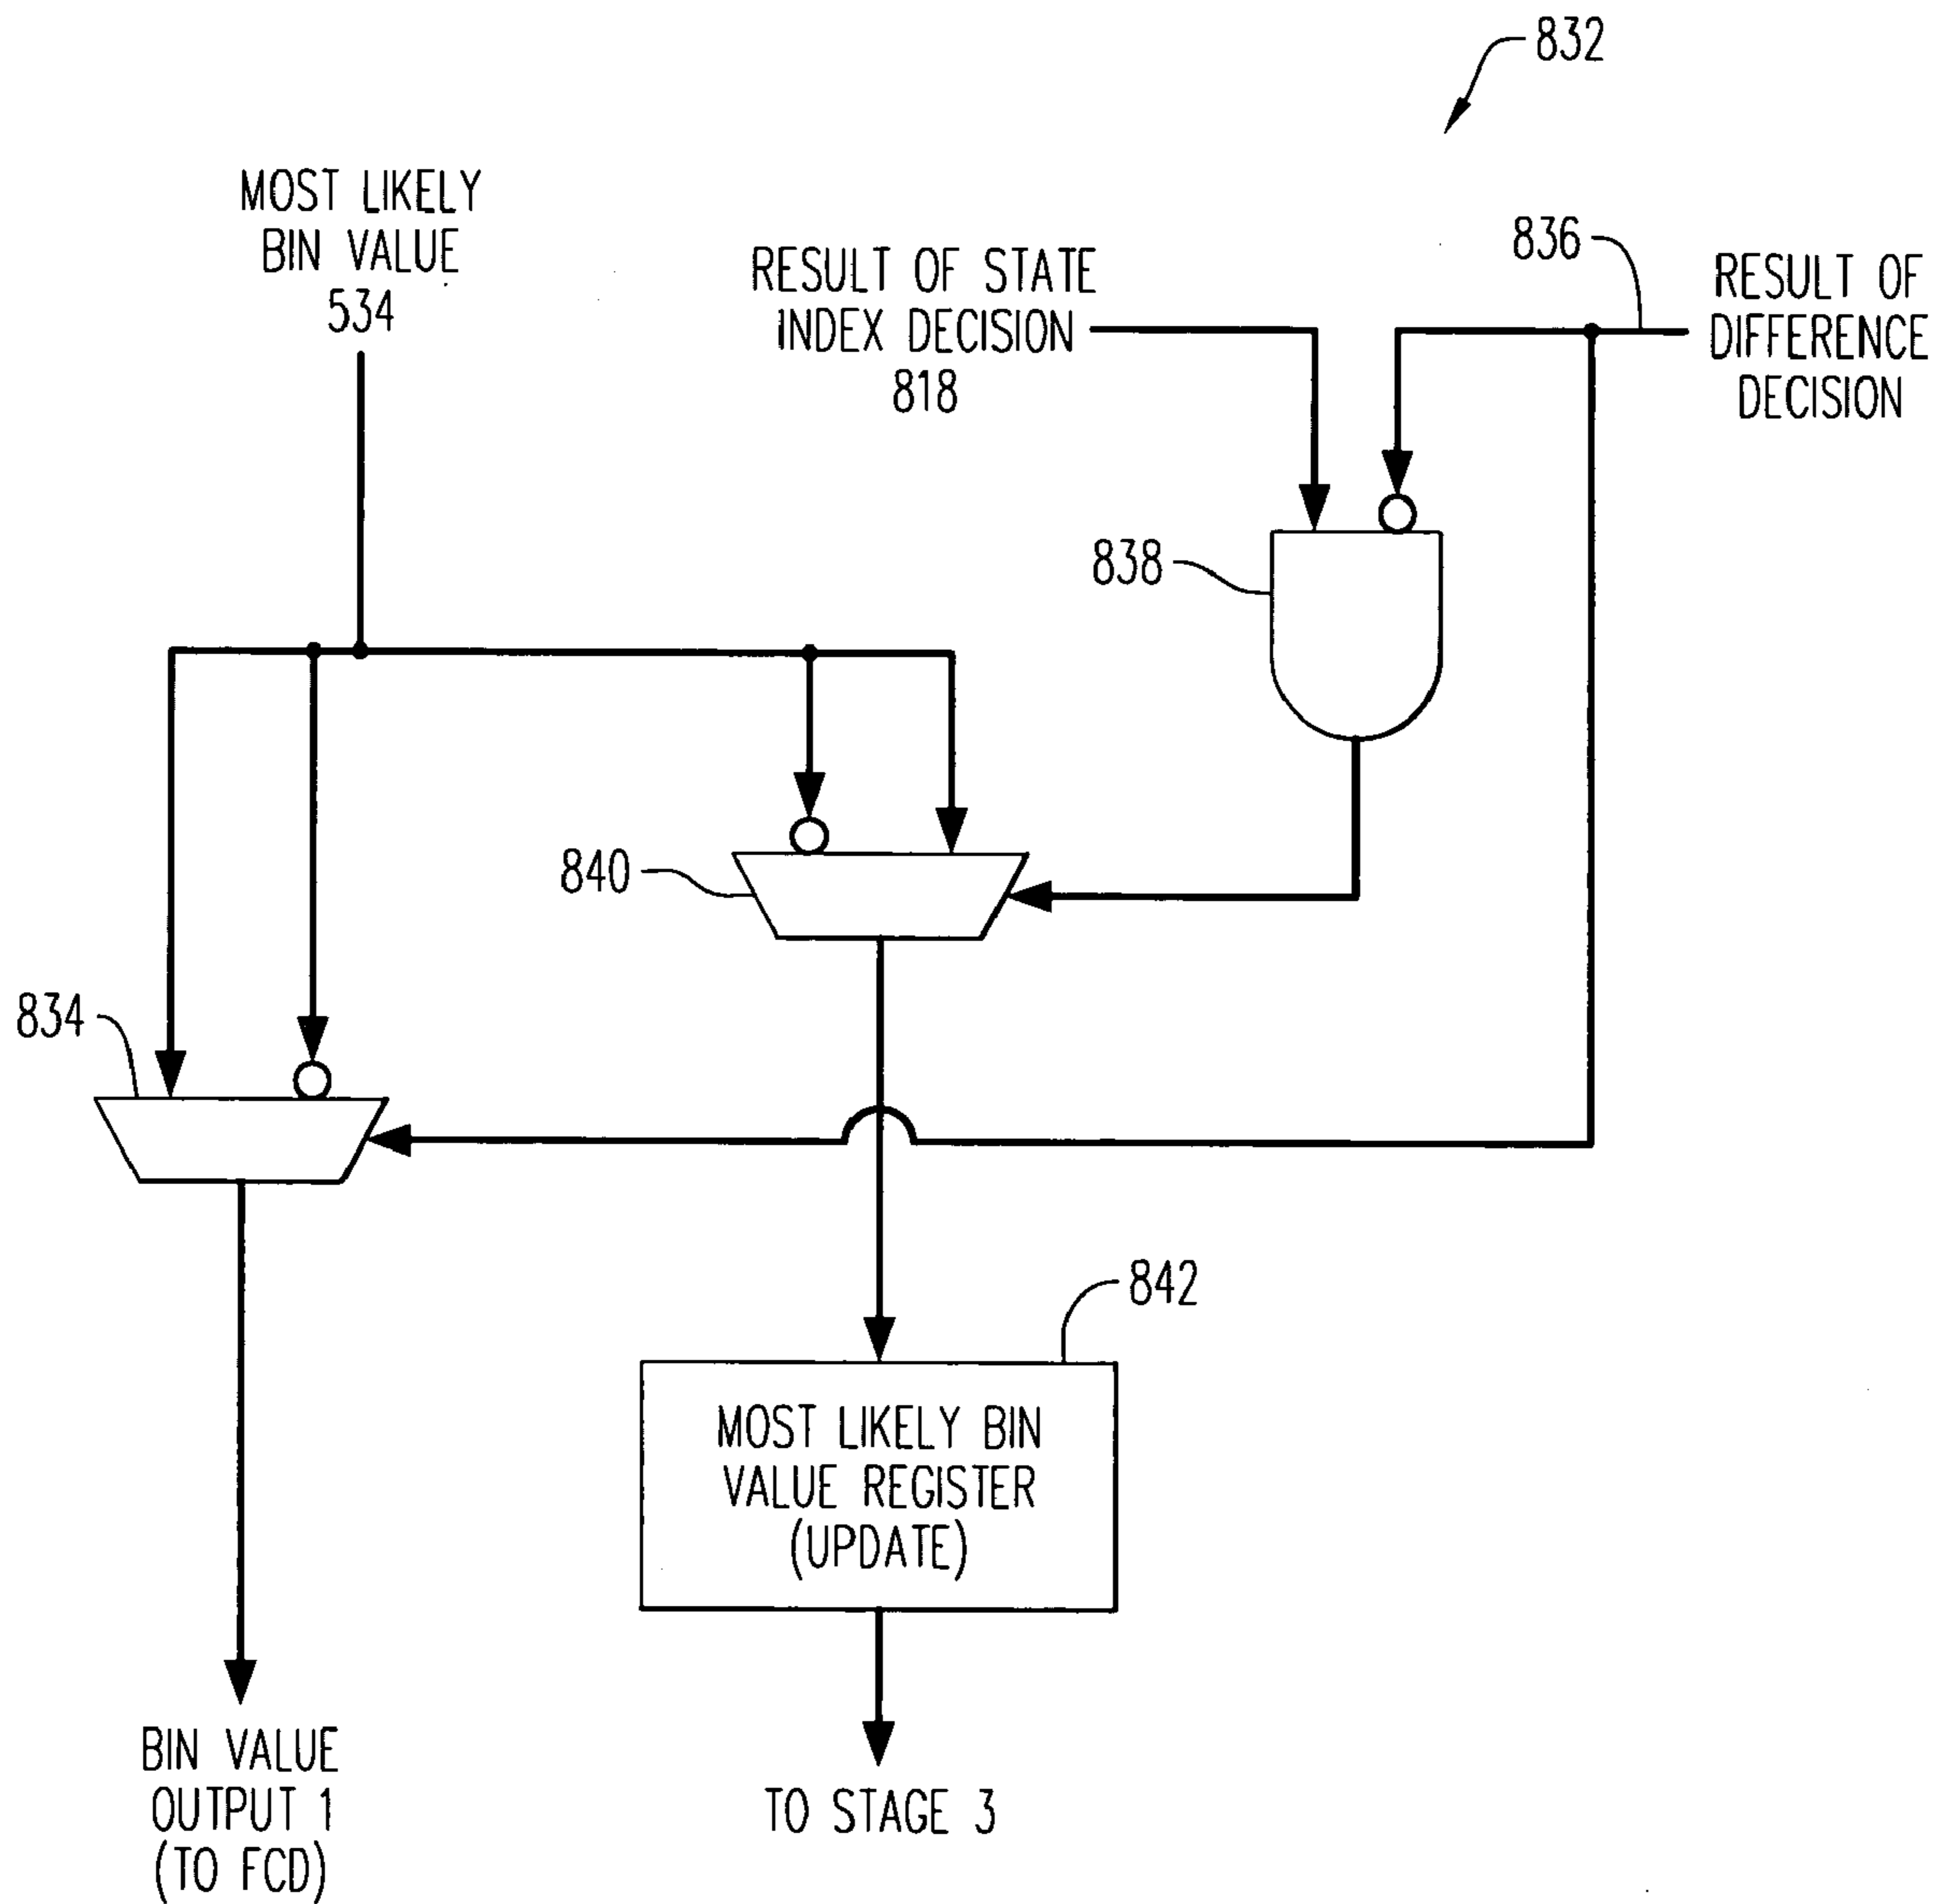 832
MOST LIKELY
BIN VALUE
534
RESULT OF STATE
INDEX DECISION
818
836
RESULT OF
DIFFERENCE
DECISION
838
840
834
842
MOST LIKELY BIN
VALUE REGISTER
(UPDATE)
BIN VALUE
OUTPUT 1
(TO FCD)
TO STAGE 3